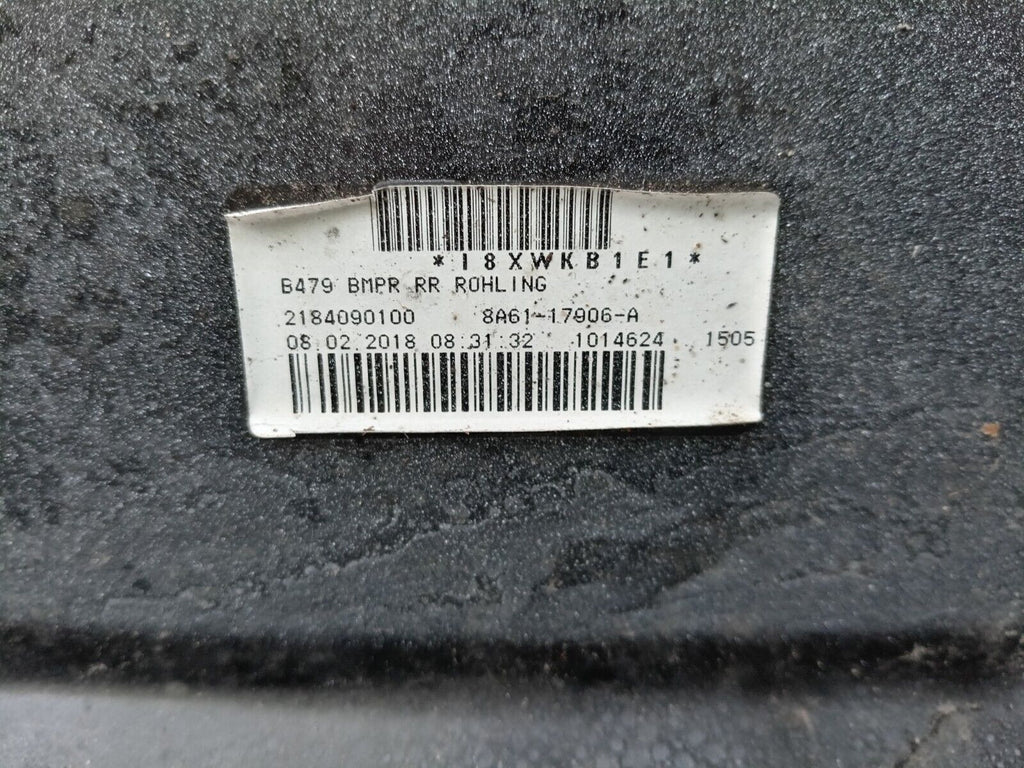 *I8XWKB1E1*
B479 BMPR RR ROHLING
2184090100 8A61-17906-A
08.02.2018 08:31:32 1014624 1505